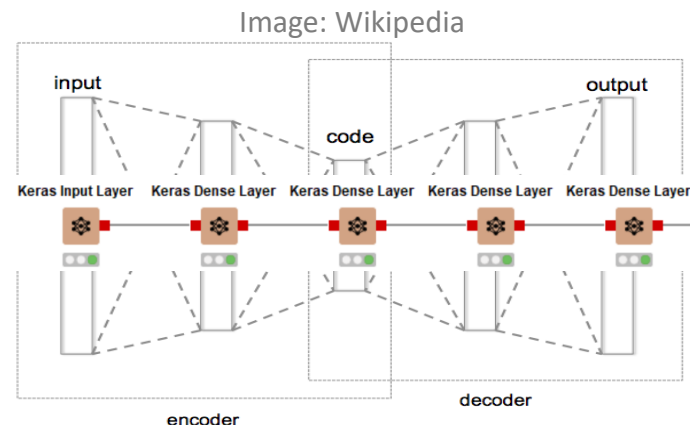 Image: Wikipedia
input
output
code
Keras Input Layer
Keras Dense Layer
Keras Dense Layer
Keras Dense Layer
Keras Dense Layer
decoder
encoder